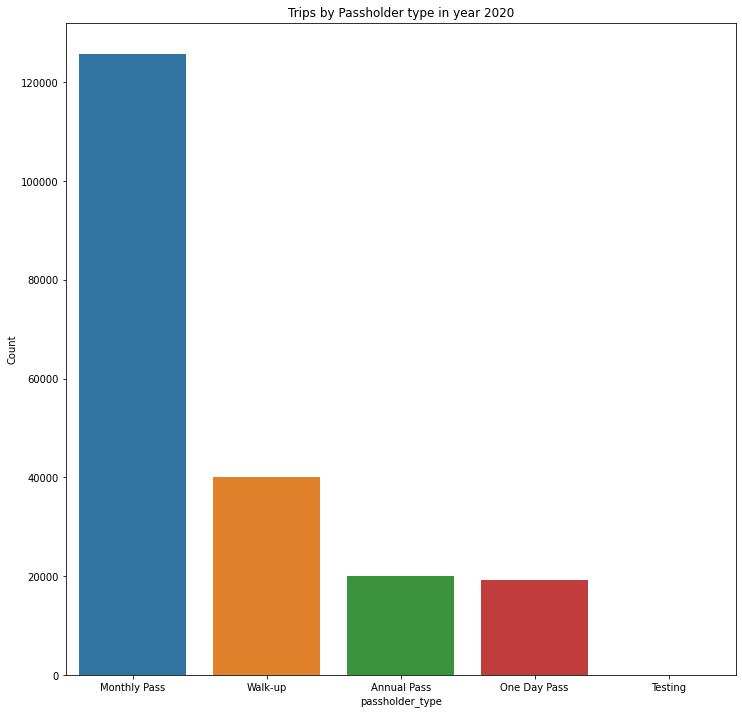 Trips by Passholder type in year 2020
120000
100000
80000
60000
40000
20000
0
Count
Monthly Pass Walk-up Annual Pass One Day Pass Testing
passholder_type